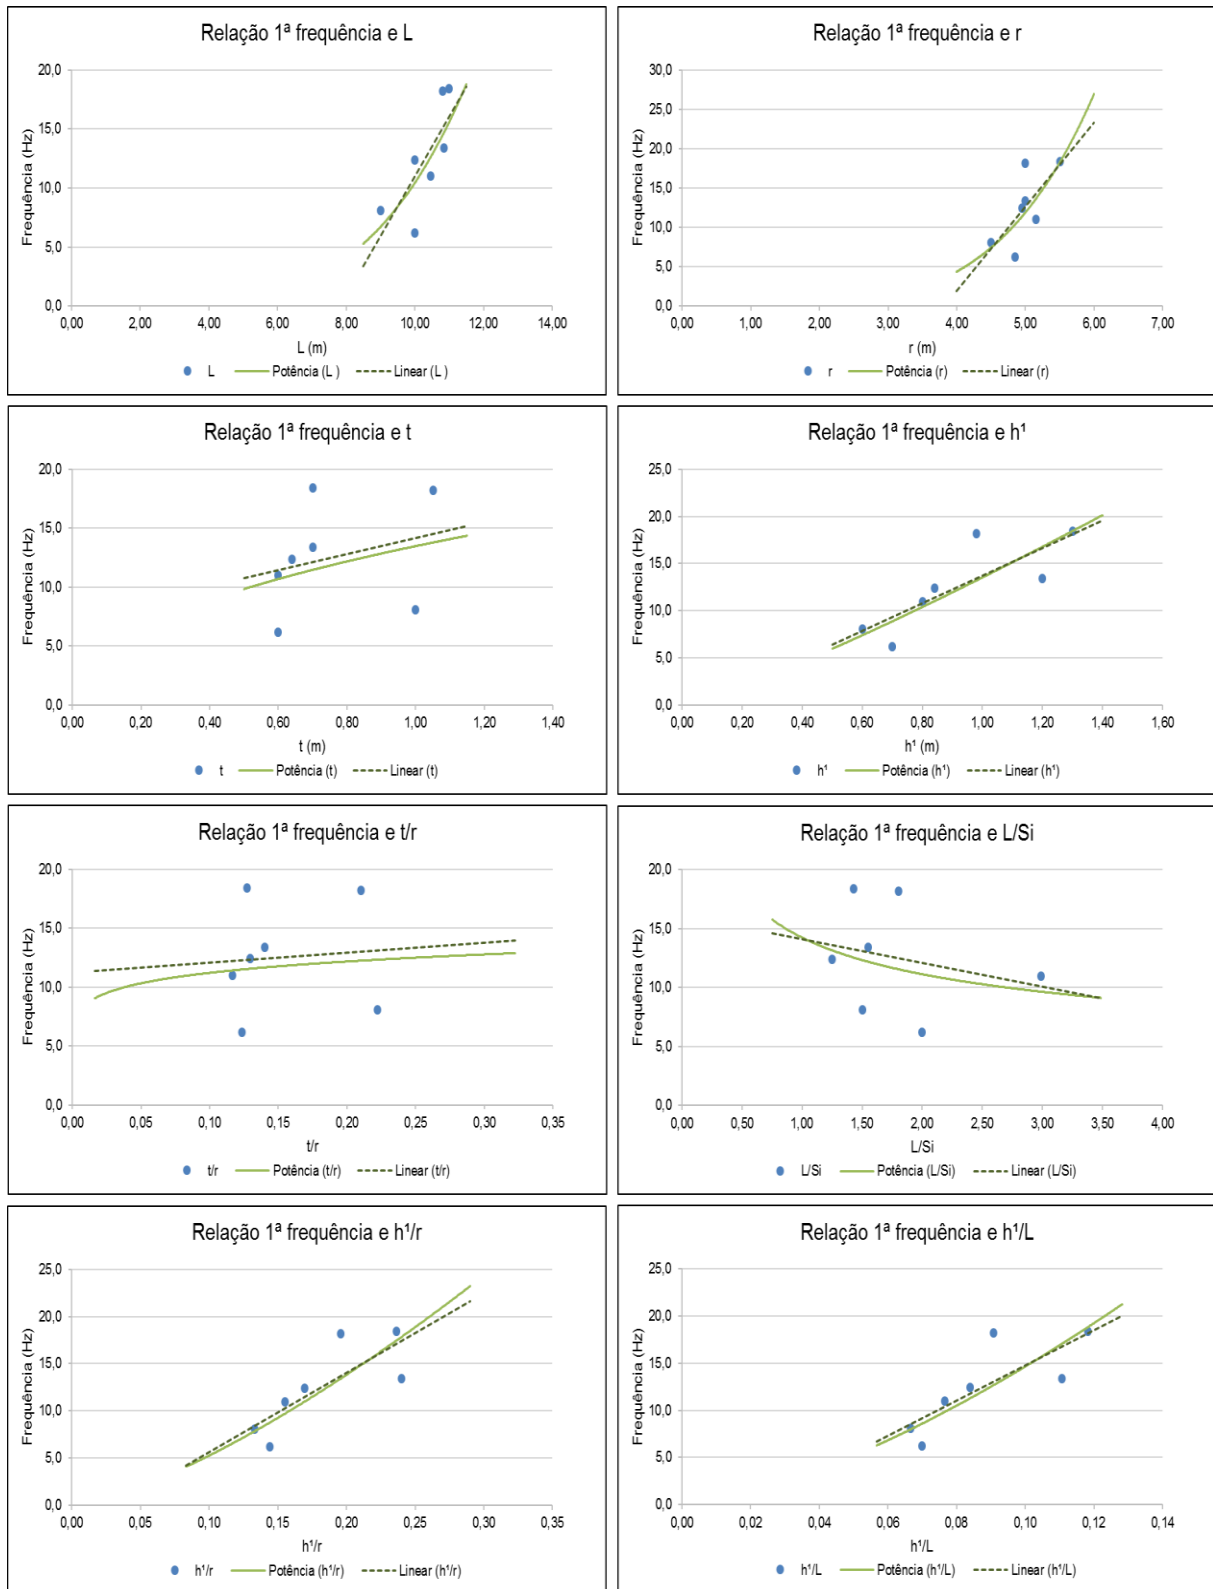 Relação 1ª frequência e L
Frequência (Hz)
20,0
15,0
10,0
5,0
0,0
0,00 2,00 4,00 6,00 8,00 10,00 12,00 14,00
L (m)
L Potência (L ) Linear (L )
Relação 1ª frequência e r
Frequência (Hz)
30,0
25,0
20,0
15,0
10,0
5,0
0,0
0,00 1,00 2,00 3,00 4,00 5,00 6,00 7,00
r (m)
r Potência (r) Linear (r)
Relação 1ª frequência e t
Frequência (Hz)
20,0
15,0
10,0
5,0
0,0
0,00 0,20 0,40 0,60 0,80 1,00 1,20 1,40
t (m)
t Potência (t) Linear (t)
Relação 1ª frequência e h¹
Frequência (Hz)
25,0
20,0
15,0
10,0
5,0
0,0
0,00 0,20 0,40 0,60 0,80 1,00 1,20 1,40 1,60
h¹ (m)
h¹ Potência (h¹) Linear (h¹)
Relação 1ª frequência e t/r
Frequência (Hz)
20,0
15,0
10,0
5,0
0,0
0,00 0,05 0,10 0,15 0,20 0,25 0,30 0,35
t/r
t/r Potência (t/r) Linear (t/r)
Relação 1ª frequência e L/Si
Frequência (Hz)
20,0
15,0
10,0
5,0
0,0
0,00 0,50 1,00 1,50 2,00 2,50 3,00 3,50 4,00
L/Si
L/Si Potência (L/Si) Linear (L/Si)
Relação 1ª frequência e h¹/r
Frequência (Hz)
25,0
20,0
15,0
10,0
5,0
0,0
0,00 0,05 0,10 0,15 0,20 0,25 0,30 0,35
h¹/r
h¹/r Potência (h¹/r) Linear (h¹/r)
Relação 1ª frequência e h¹/L
Frequência (Hz)
25,0
20,0
15,0
10,0
5,0
0,0
0,00 0,02 0,04 0,06 0,08 0,10 0,12 0,14
h¹/L
h¹/L Potência (h¹/L) Linear (h¹/L)